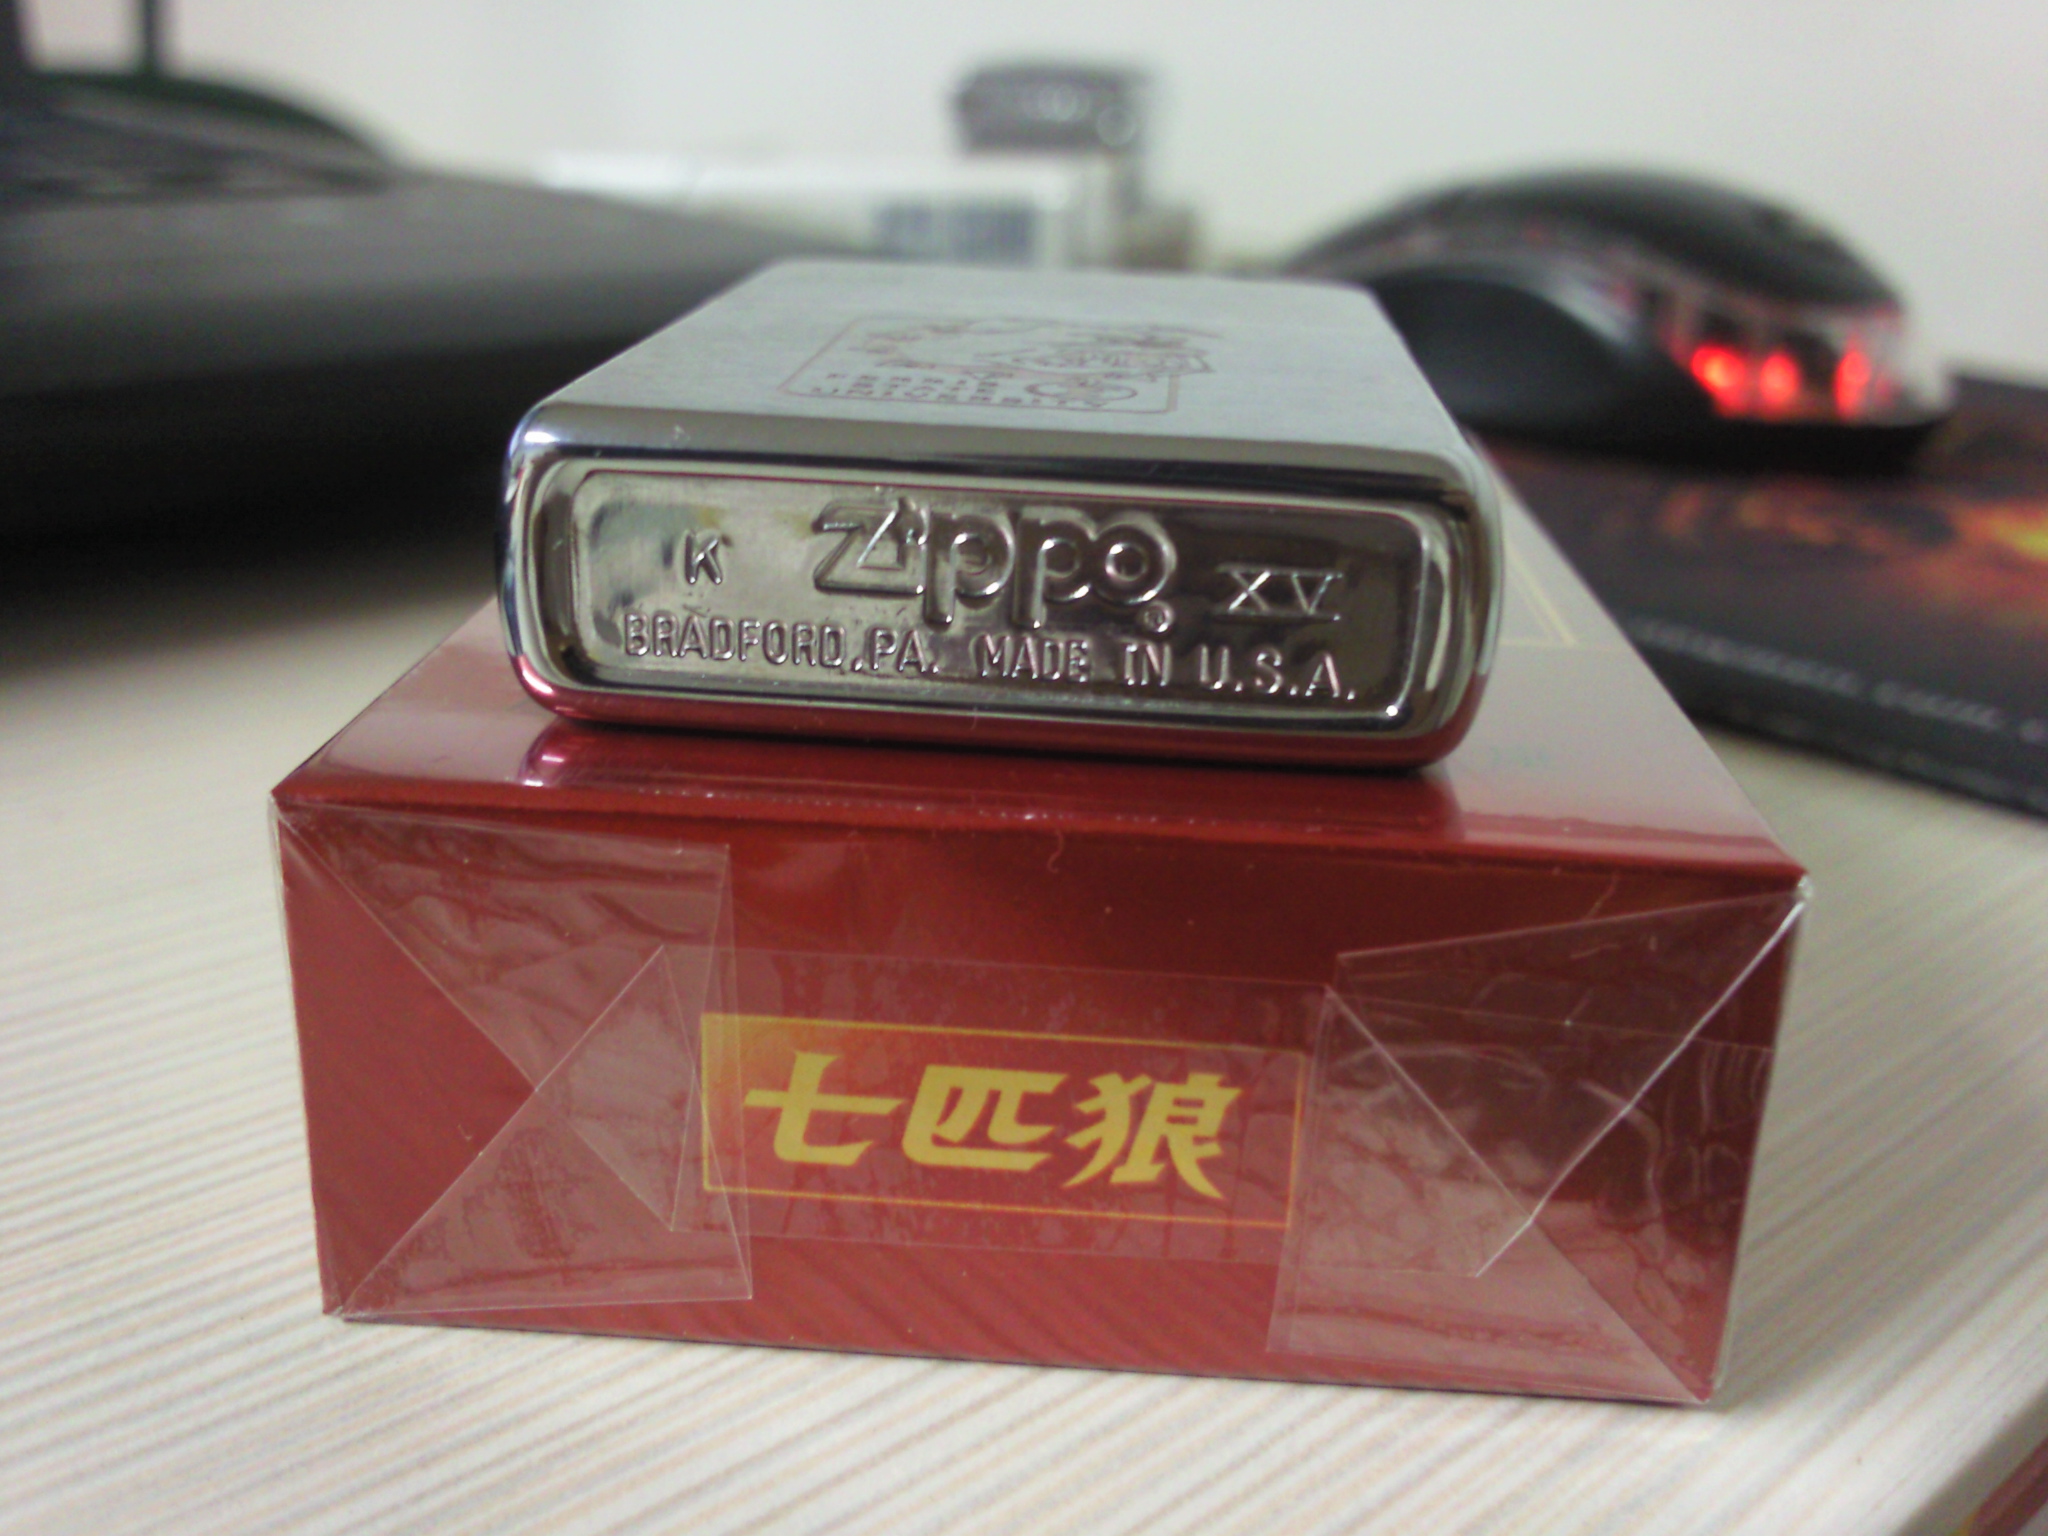 K Zippo® XV
BRADFORD,PA. MADE IN U.S.A.
七匹狼